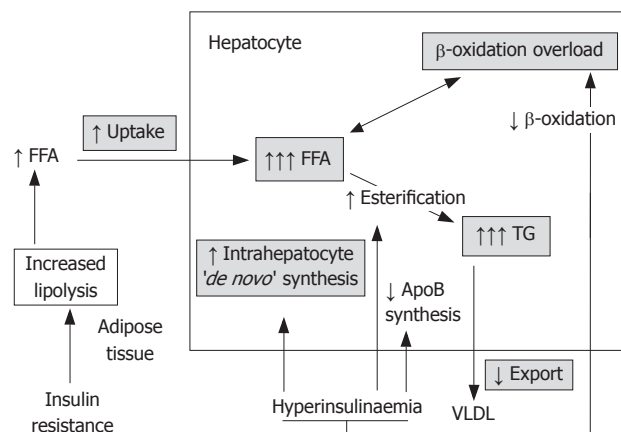 Hepatocyte
β-oxidation overload
↑ Uptake
↓ β-oxidation
↑ FFA
↑↑↑ FFA
↑ Esterification
↑↑↑ TG
↑ Intrahepatocyte
'de novo' synthesis
Increased
lipolysis
↓ ApoB
synthesis
Adipose
tissue
↓ Export
Insulin
resistance
Hyperinsulinaemia
VLDL